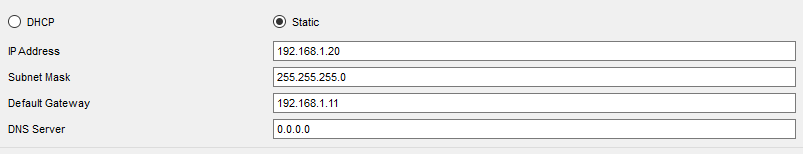 DHCP Static
IP Address 192.168.1.20
Subnet Mask 255.255.255.0
Default Gateway 192.168.1.11
DNS Server 0.0.0.0